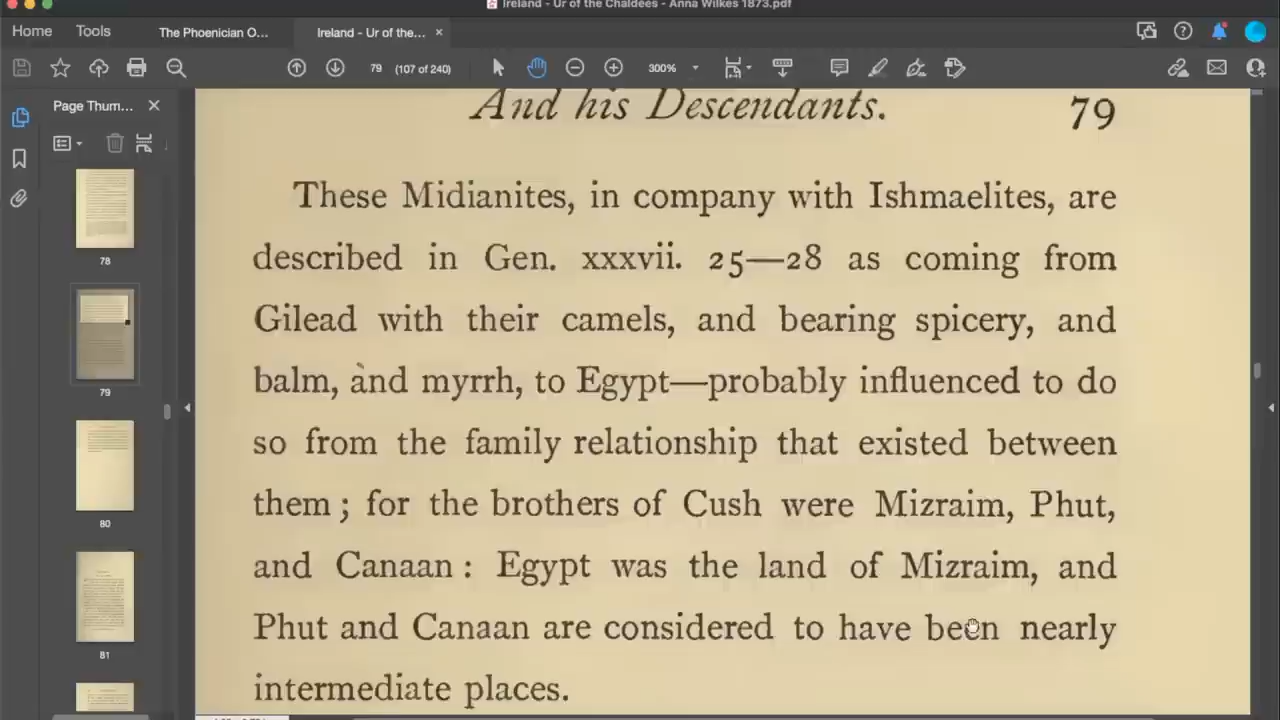 Ireland - Ur of the Chaldees - Anna Wilkes 1873.pdf
Home Tools The Phoenician O... Ireland - Ur of the... ×
79 (107 of 240) 300%
Page Thum... ×
And his Descendants. 79
These Midianites, in company with Ishmaelites, are
described in Gen. xxxvii. 25—28 as coming from
Gilead with their camels, and bearing spicery, and
balm, and myrrh, to Egypt—probably influenced to do
so from the family relationship that existed between
them ; for the brothers of Cush were Mizraim, Phut,
and Canaan : Egypt was the land of Mizraim, and
Phut and Canaan are considered to have been nearly
intermediate places.
78
79
80
81